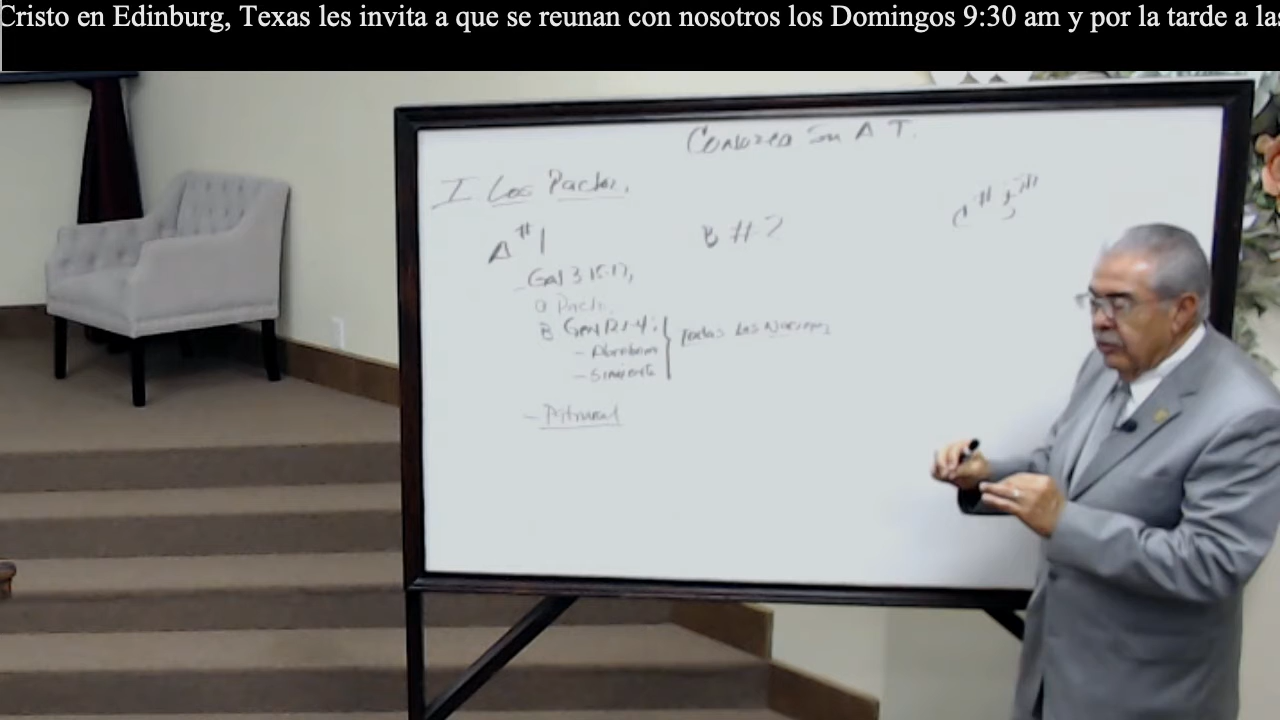 Cristo en Edinburg, Texas les invita a que se reunan con nosotros los Domingos 9:30 am y por la tarde a las
Conozca Su A T.
I Los Pactos.
A #1
B #2
C #3
- Gen 3:15-17,
a Pacto.
B Gen 12:1-4:
- Abraham
- Simiente
Todas Las Naciones